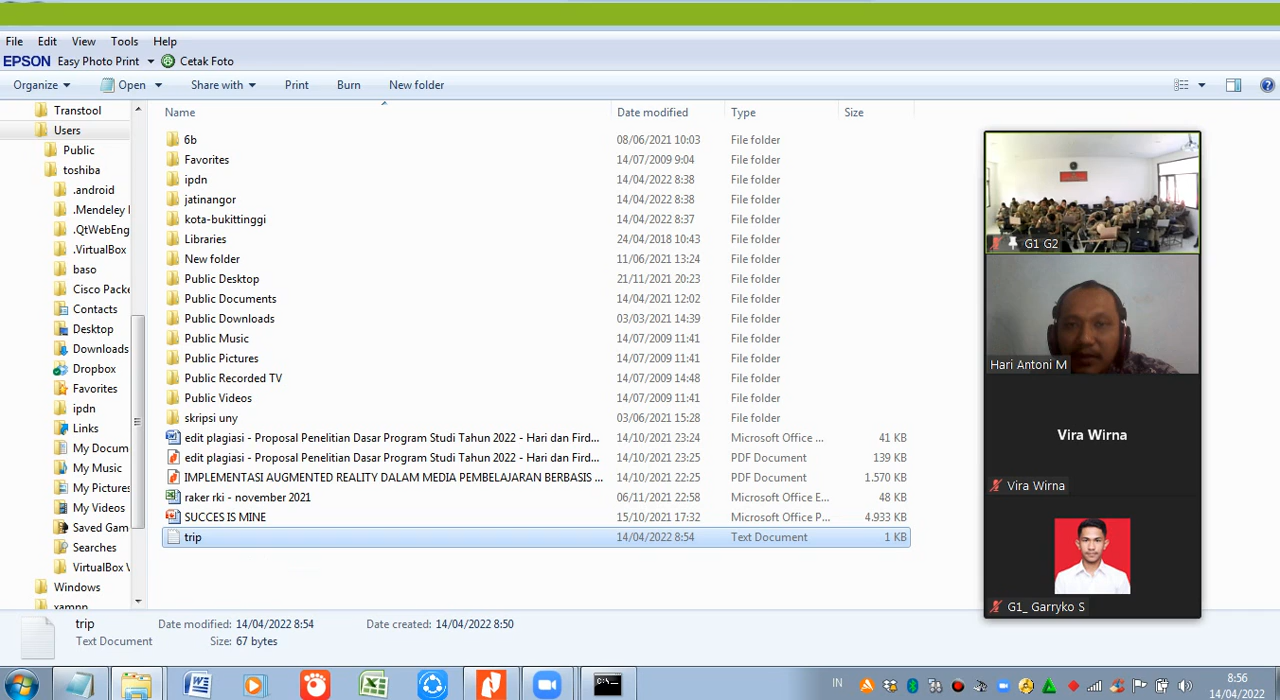 File Edit View Tools Help
EPSON Easy Photo Print Cetak Foto
Organize Open Share with Print Burn New folder
Transtool
Users
Public
toshiba
.android
.Mendeley
.QtWebEng
.VirtualBox
baso
Cisco Packe
Contacts
Desktop
Downloads
Dropbox
Favorites
ipdn
Links
My Docum
My Music
My Pictures
My Videos
Saved Gam
Searches
VirtualBox V
Windows
xampp
Name Date modified Type Size
6b 08/06/2021 10:03 File folder
Favorites 14/07/2009 9:04 File folder
ipdn 14/04/2022 8:38 File folder
jatinangor 14/04/2022 8:38 File folder
kota-bukittinggi 14/04/2022 8:37 File folder
Libraries 24/04/2018 10:43 File folder
New folder 11/06/2021 13:24 File folder
Public Desktop 21/11/2021 20:23 File folder
Public Documents 14/04/2021 12:02 File folder
Public Downloads 03/03/2021 14:39 File folder
Public Music 14/07/2009 11:41 File folder
Public Pictures 14/07/2009 11:41 File folder
Public Recorded TV 14/07/2009 14:48 File folder
Public Videos 14/07/2009 11:41 File folder
skripsi uny 03/06/2021 15:28 File folder
edit plagiasi - Proposal Penelitian Dasar Program Studi Tahun 2022 - Hari dan Fird... 14/10/2021 23:24 Microsoft Office ... 41 KB
edit plagiasi - Proposal Penelitian Dasar Program Studi Tahun 2022 - Hari dan Fird... 14/10/2021 23:25 PDF Document 139 KB
IMPLEMENTASI AUGMENTED REALITY DALAM MEDIA PEMBELAJARAN BERBASIS ... 14/10/2021 22:25 PDF Document 1.570 KB
raker rki - november 2021 06/11/2021 22:58 Microsoft Office E... 48 KB
SUCCES IS MINE 15/10/2021 17:32 Microsoft Office P... 4.933 KB
trip 14/04/2022 8:54 Text Document 1 KB
G1 G2
Hari Antoni M
Vira Wirna
Vira Wirna
G1_ Garryko S
trip Date modified: 14/04/2022 8:54 Date created: 14/04/2022 8:50
Text Document Size: 67 bytes
IN
8:56
14/04/2022